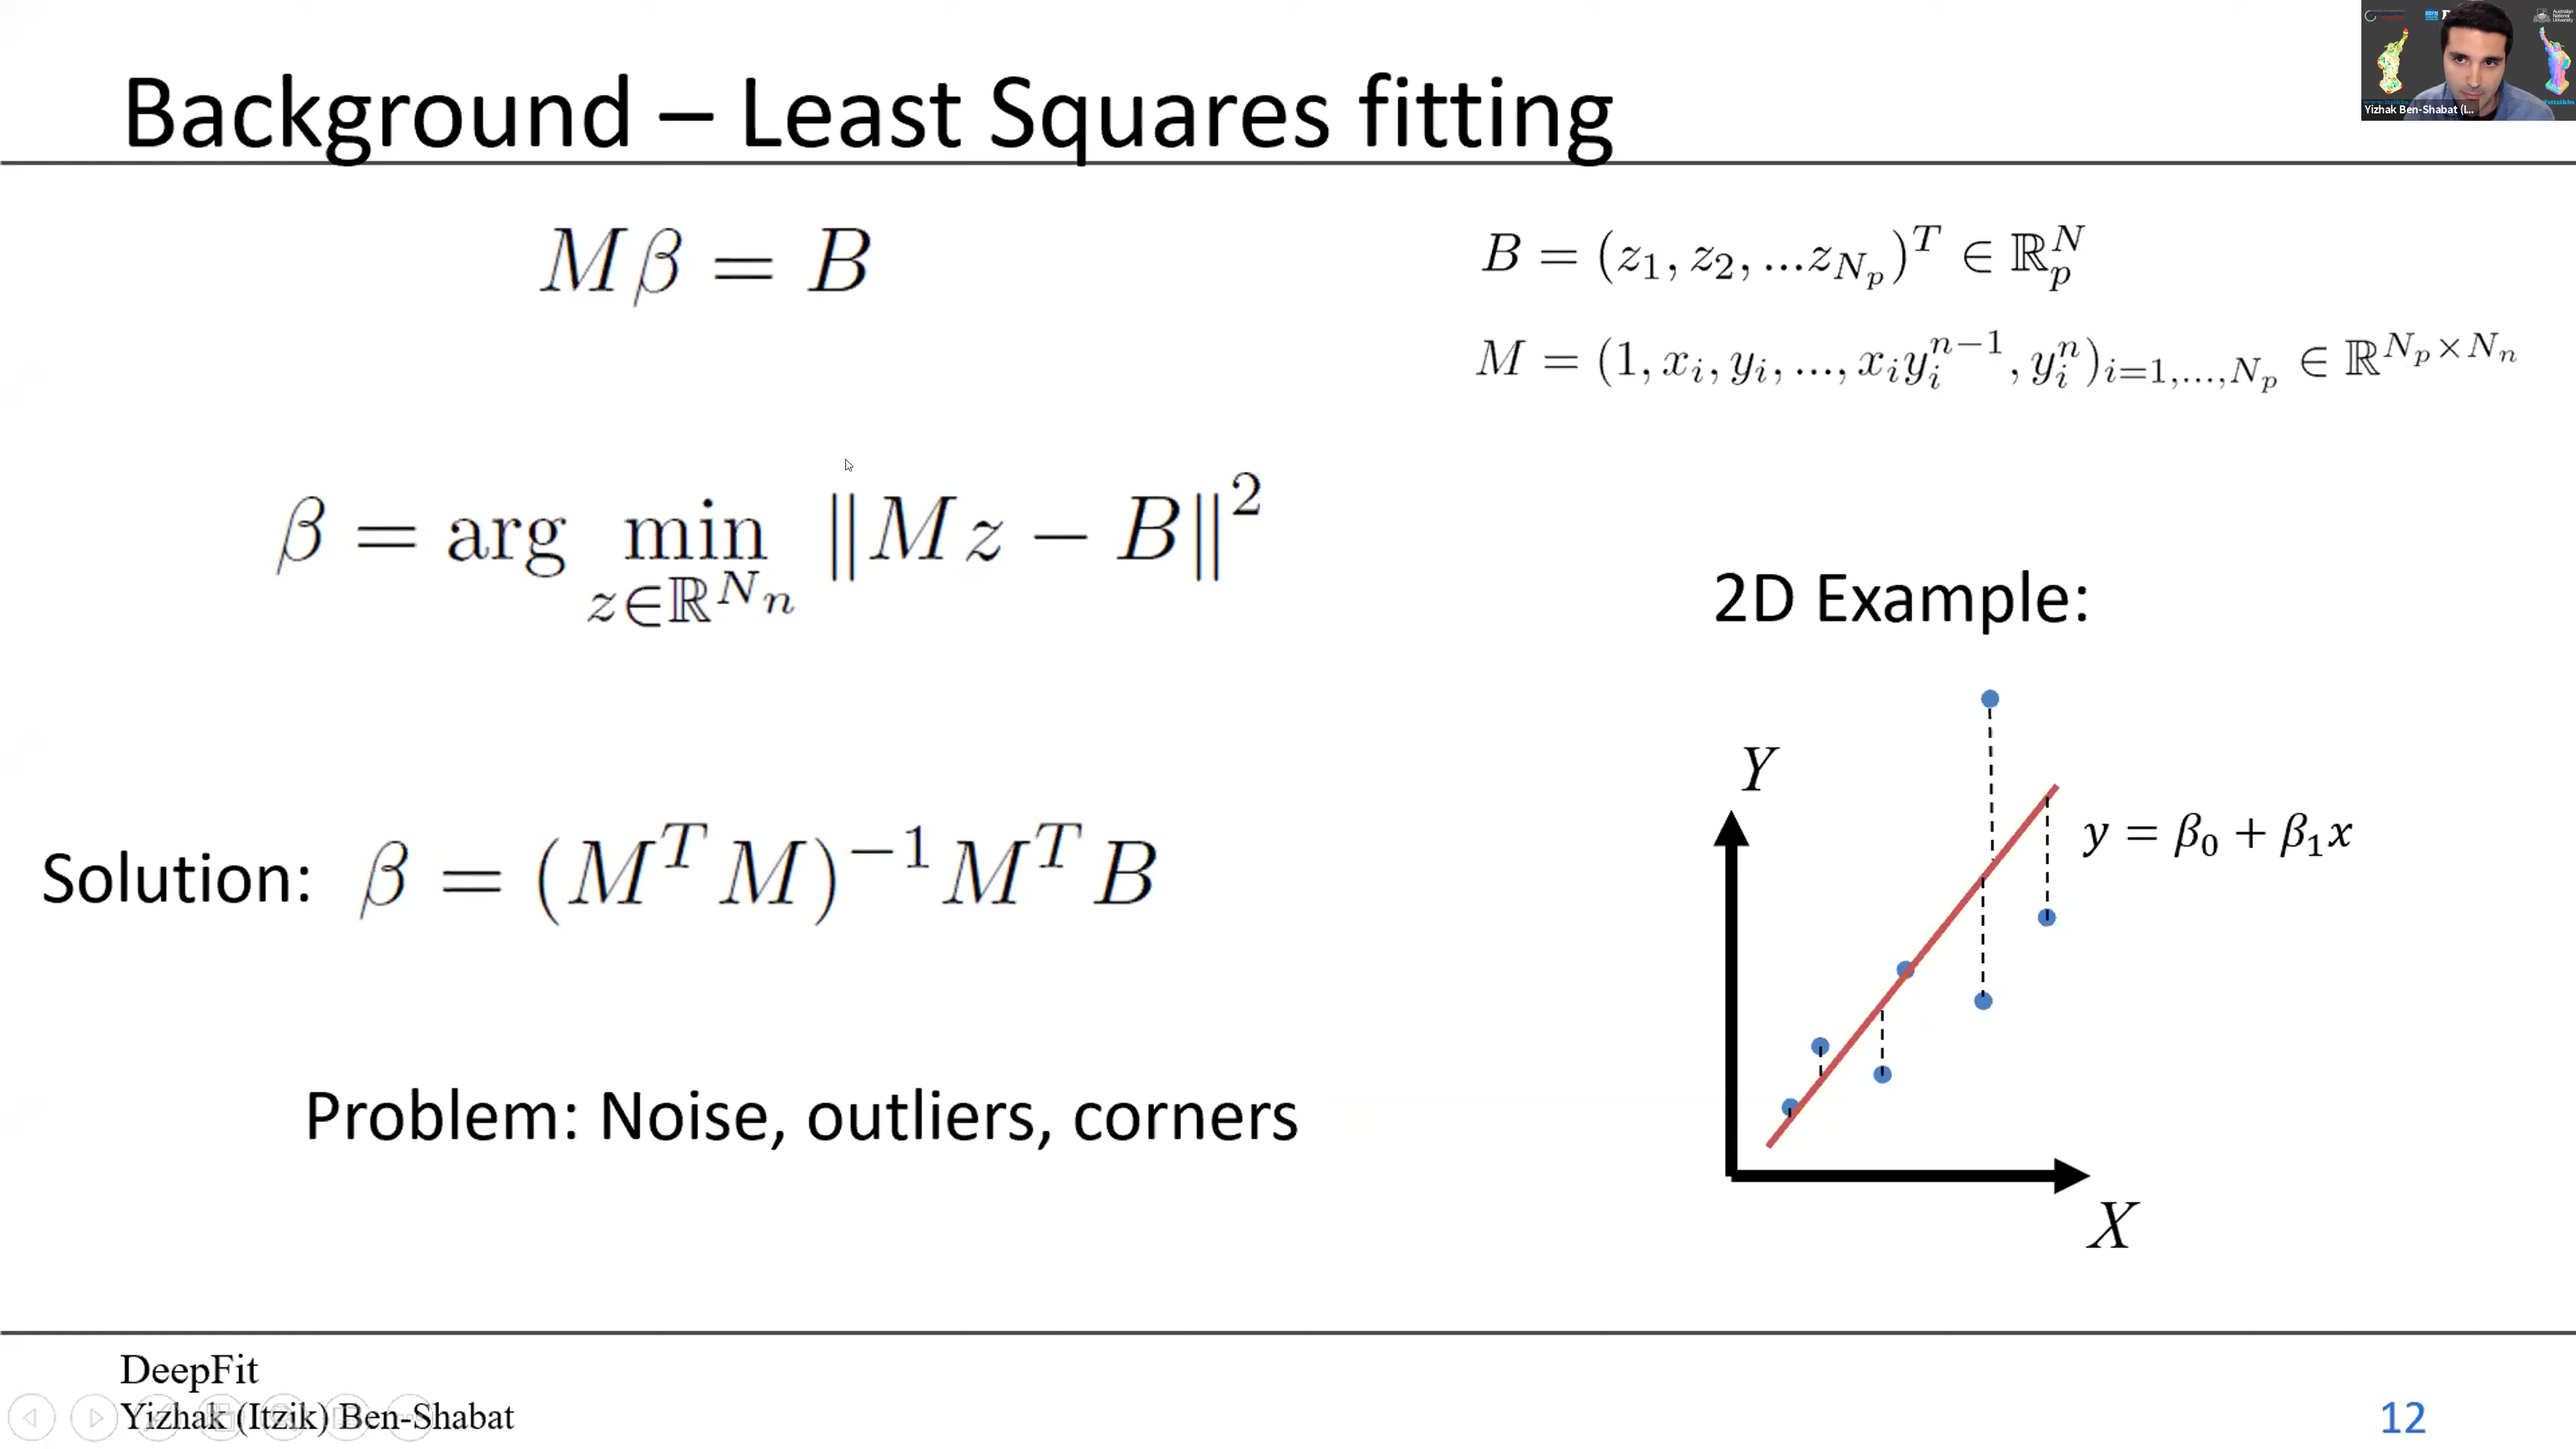 Background – Least Squares fitting
Yizhak Ben-Shabat (I...
Mβ = B
B = (z₁, z₂, ...z_{N_p})^T ∈ ℝ_p^N
M = (1, x_i, y_i, ..., x_i y_i^{n−1}, y_i^n)_{i=1,...,N_p} ∈ ℝ^{N_p×N_n}
β = arg min_{z∈ℝ^{N_n}} ||Mz − B||²
Solution: β = (M^T M)^{−1} M^T B
Problem: Noise, outliers, corners
2D Example:
Y
y = β₀ + β₁x
X
DeepFit
Yizhak (Itzik) Ben-Shabat
12